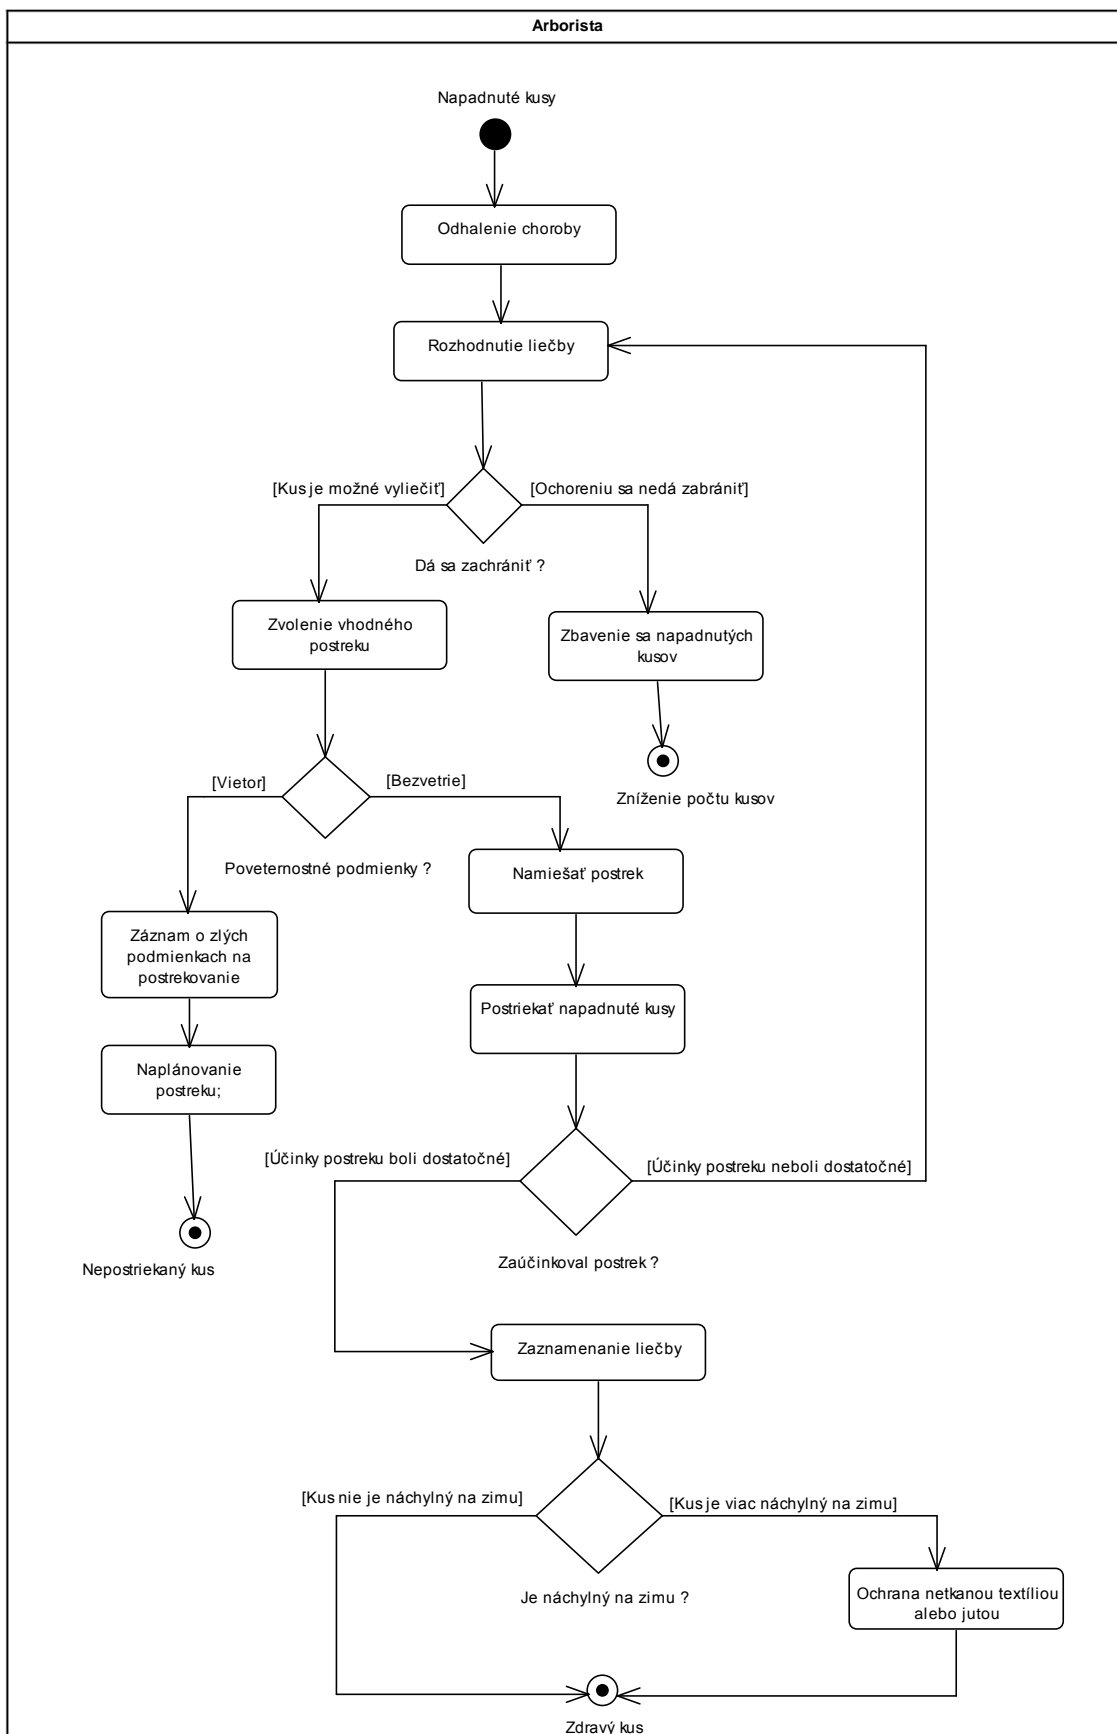 Arborista
Napadnuté kusy
Odhalenie choroby
Rozhodnutie liečby
[Kus je možné vyliečiť]
[Ochoreniu sa nedá zabrániť]
Dá sa zachrániť ?
Zvolenie vhodného
postreku
Zbavenie sa napadnutých
kusov
[Vietor]
[Bezvetrie]
Zníženie počtu kusov
Poveternostné podmienky ?
Namiešať postrek
Záznam o zlých
podmienkach na
postrekovanie
Postriekať napadnuté kusy
Naplánovanie
postreku;
[Účinky postreku boli dostatočné]
[Účinky postreku neboli dostatočné]
Nepostriekaný kus
Zaúčinkoval postrek ?
Zaznamenanie liečby
[Kus nie je náchylný na zimu]
[Kus je viac náchylný na zimu]
Je náchylný na zimu ?
Ochrana netkanou textíliou
alebo jutou
Zdravý kus